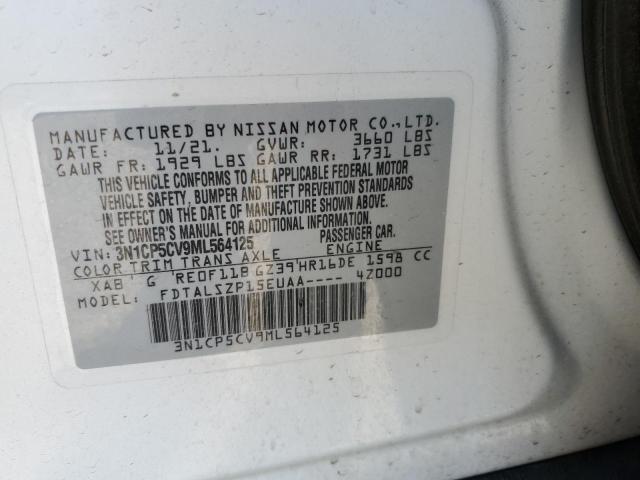 MANUFACTURED BY NISSAN MOTOR CO.,LTD.
DATE: 11/21. GVWR: 3660 LBS
GAWR FR: 1929 LBS GAWR RR: 1731 LBS
THIS VEHICLE CONFORMS TO ALL APPLICABLE FEDERAL MOTOR
VEHICLE SAFETY, BUMPER AND THEFT PREVENTION STANDARDS
IN EFFECT ON THE DATE OF MANUFACTURE SHOWN ABOVE.
SEE OWNER'S MANUAL FOR ADDITIONAL INFORMATION.
VIN: 3N1CP5CV9ML564125 PASSENGER CAR.
COLOR TRIM TRANS AXLE ENGINE
XAB G RE0F11B GZ39 HR16DE 1598 CC
FDTALSZP15EUAA---- 4Z000
3N1CP5CV9ML564125